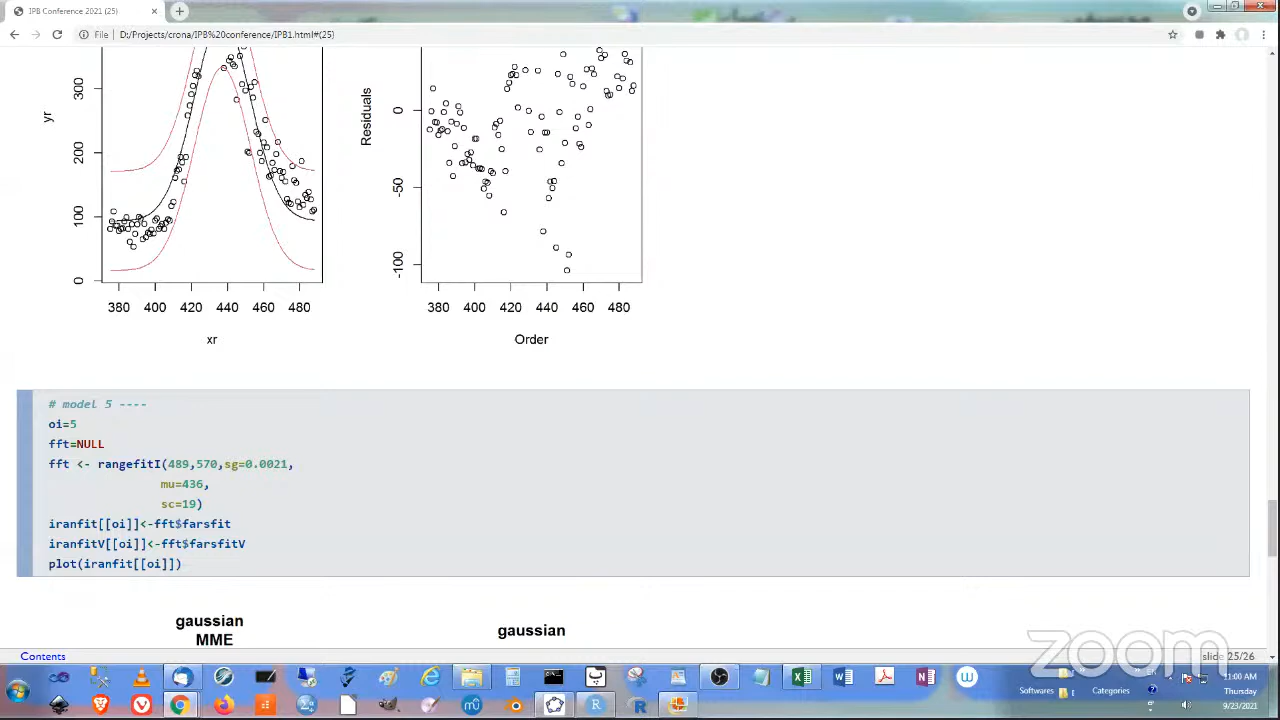 IPB Conference 2021 (25)
File
D:/Projects/crona/IPB%20conference/IPB1.html#(25)
300
200
100
0
yr
380 400 420 440 460 480
xr
0
-50
-100
Residuals
380 400 420 440 460 480
Order
# model 5 ----
oi=5
fft=NULL
fft <- rangefitI(489,570,sg=0.0021,
mu=436,
sc=19)
iranfit[[oi]]<-fft$farsfit
iranfitV[[oi]]<-fft$farsfitV
plot(iranfit[[oi]])
gaussian
MME
gaussian
Contents
slide 25/26
zoom
Softwares
Categories
11:00 AM
Thursday
9/23/2021